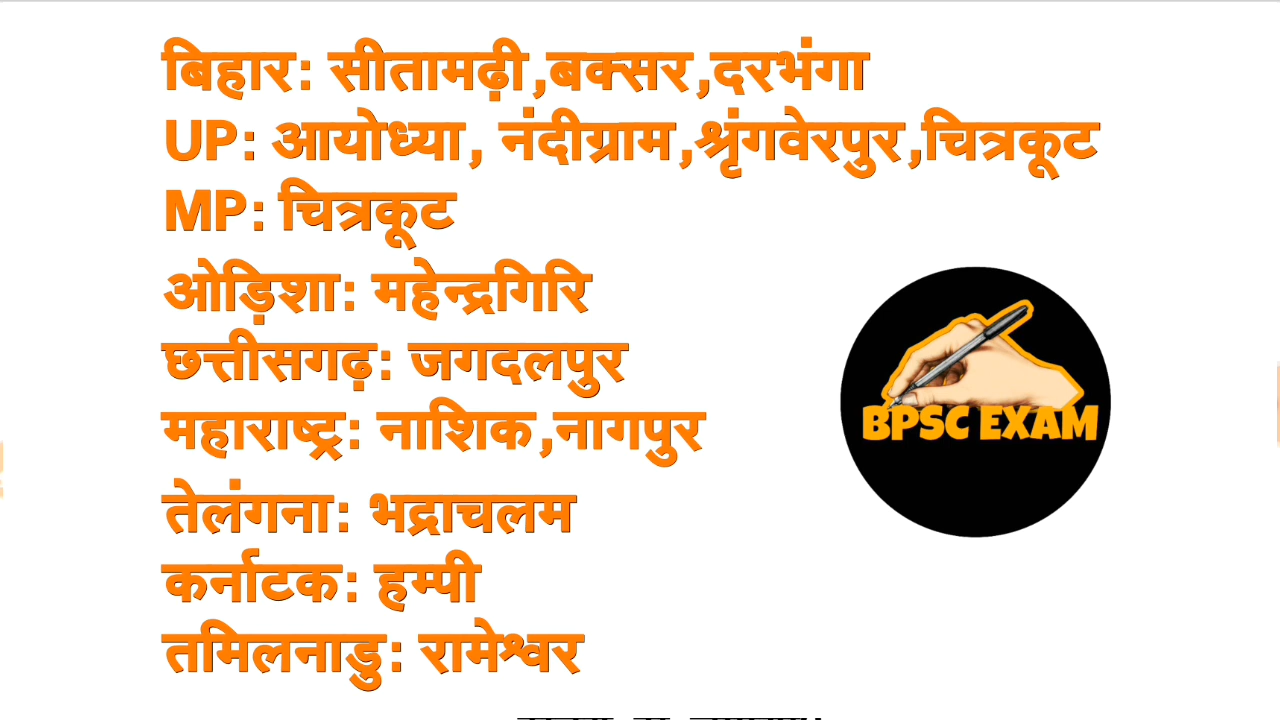 बिहार: सीतामढ़ी,बक्सर,दरभंगा
UP: आयोध्या, नंदीग्राम,श्रृंगवेरपुर,चित्रकूट
MP: चित्रकूट
ओड़िशा: महेन्द्रगिरि
छत्तीसगढ़: जगदलपुर
महाराष्ट्र: नाशिक,नागपुर
तेलंगना: भद्राचलम
कर्नाटक: हम्पी
तमिलनाडु: रामेश्वर
BPSC EXAM